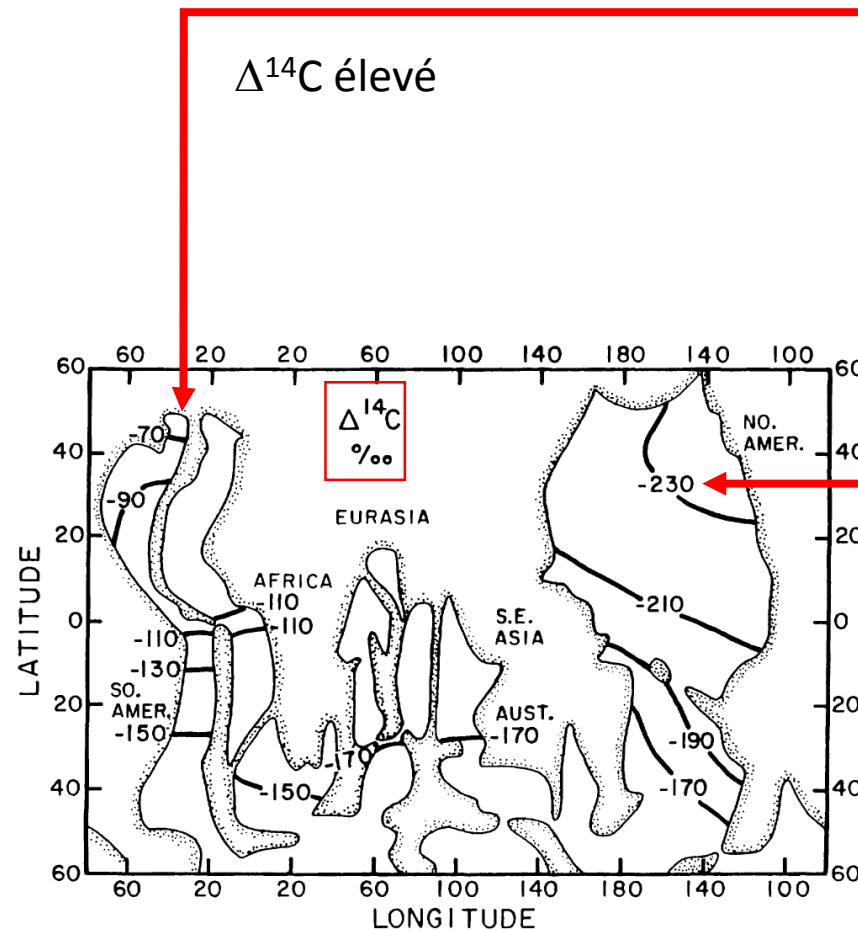 Δ¹⁴C élevé
60 20 20 60 100 140 180 140 100
60
60
Δ¹⁴C
‰
-70
NO.
AMER.
40
40
-90
-230
EURASIA
20
20
AFRICA
-110
-210
S.E.
ASIA
0
-110
-110
0
LATITUDE
-130
SO.
AMER.
-150
AUST.
-170
20
20
-170
-190
-150
-170
40
40
60
60
60 20 20 60 100 140 180 140 100
LONGITUDE